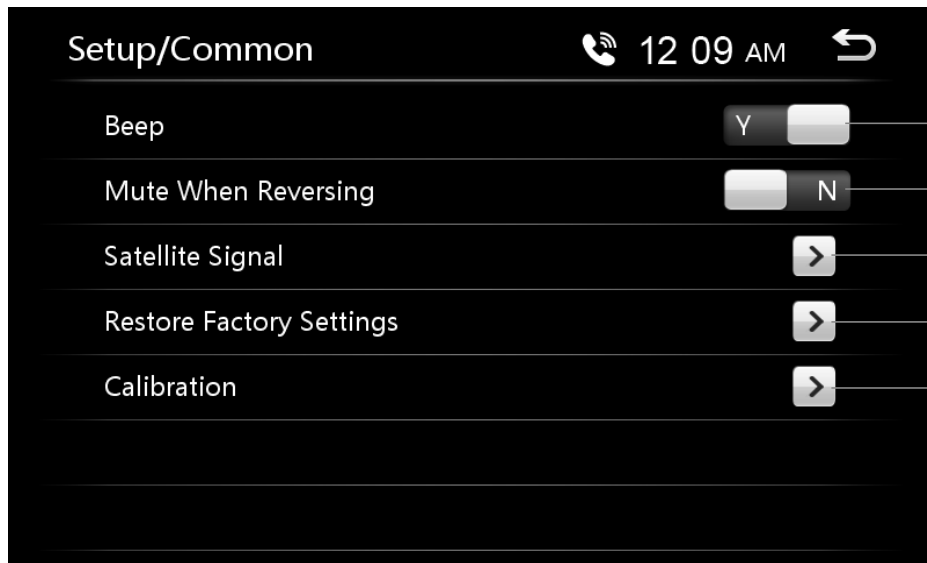 Setup/Common 12 09 AM
Beep Y
Mute When Reversing N
Satellite Signal
Restore Factory Settings
Calibration